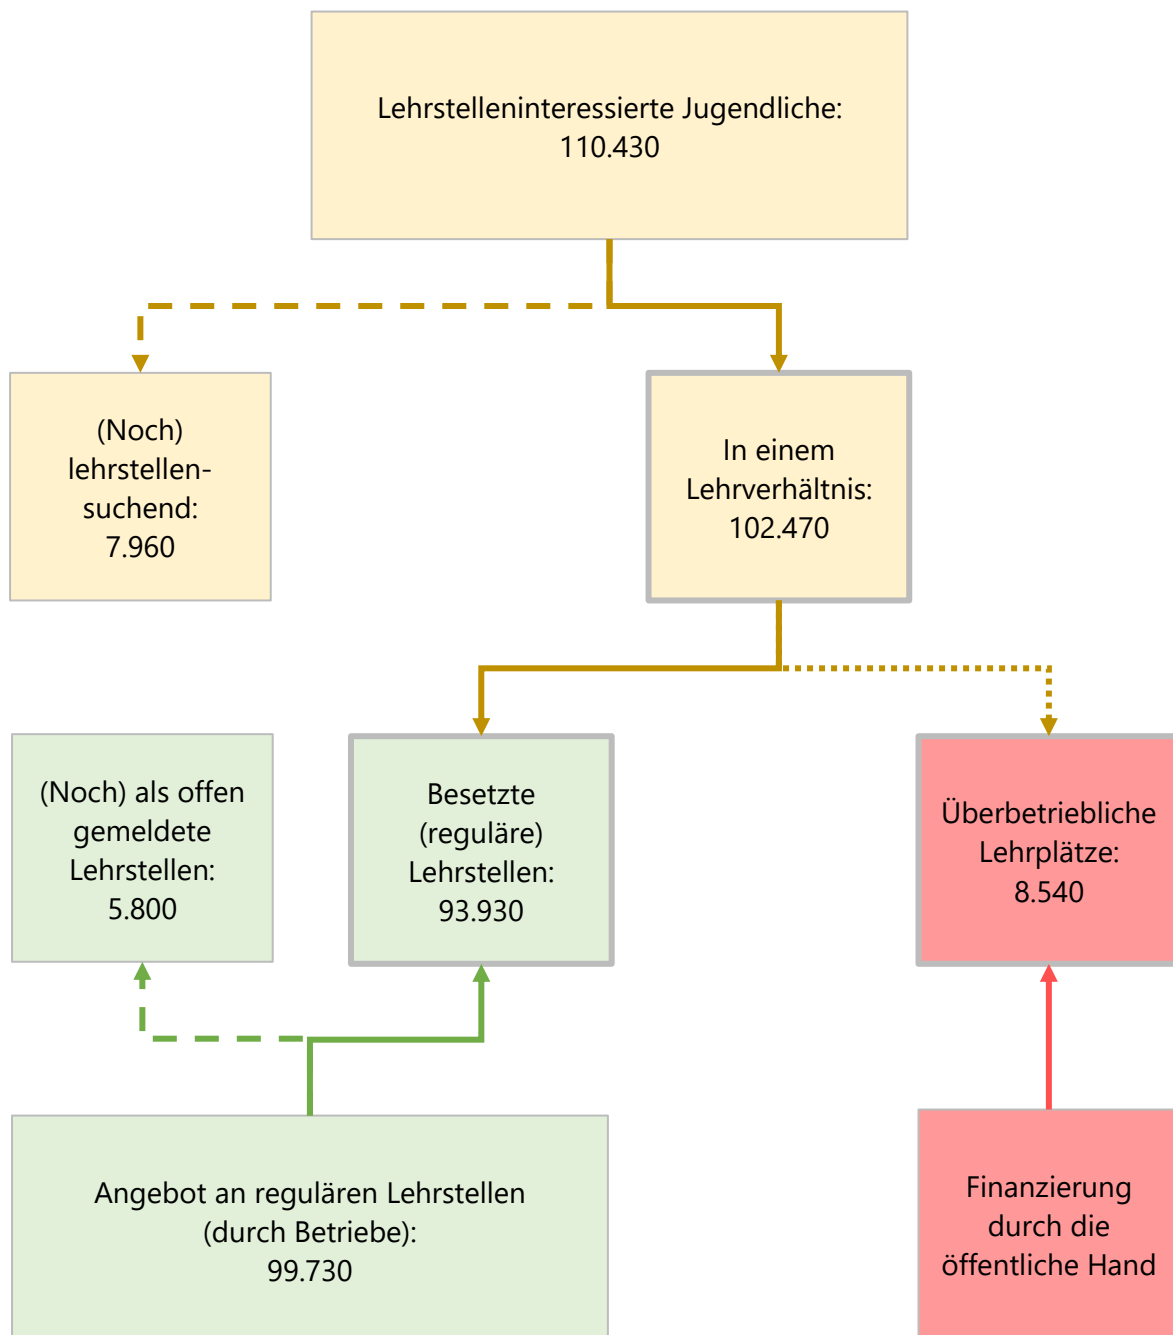 Lehrstelleninteressierte Jugendliche:
110.430
(Noch)
lehrstellen-
suchend:
7.960
In einem
Lehrverhältnis:
102.470
(Noch) als offen
gemeldete
Lehrstellen:
5.800
Besetzte
(reguläre)
Lehrstellen:
93.930
Überbetriebliche
Lehrplätze:
8.540
Angebot an regulären Lehrstellen
(durch Betriebe):
99.730
Finanzierung
durch die
öffentliche Hand